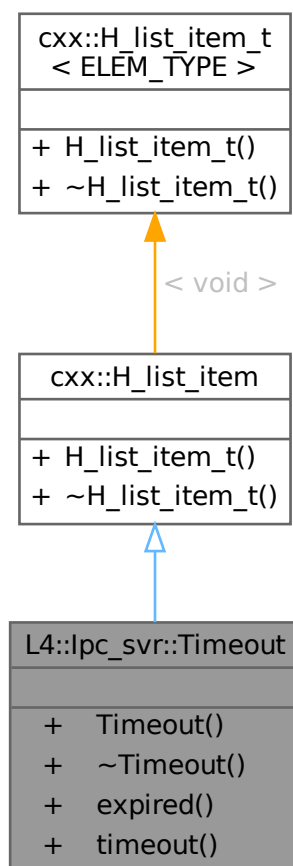 cxx::H_list_item_t
< ELEM_TYPE >
+ H_list_item_t()
+ ~H_list_item_t()
< void >
cxx::H_list_item
+ H_list_item_t()
+ ~H_list_item_t()
L4::Ipc_svr::Timeout
+ Timeout()
+ ~Timeout()
+ expired()
+ timeout()